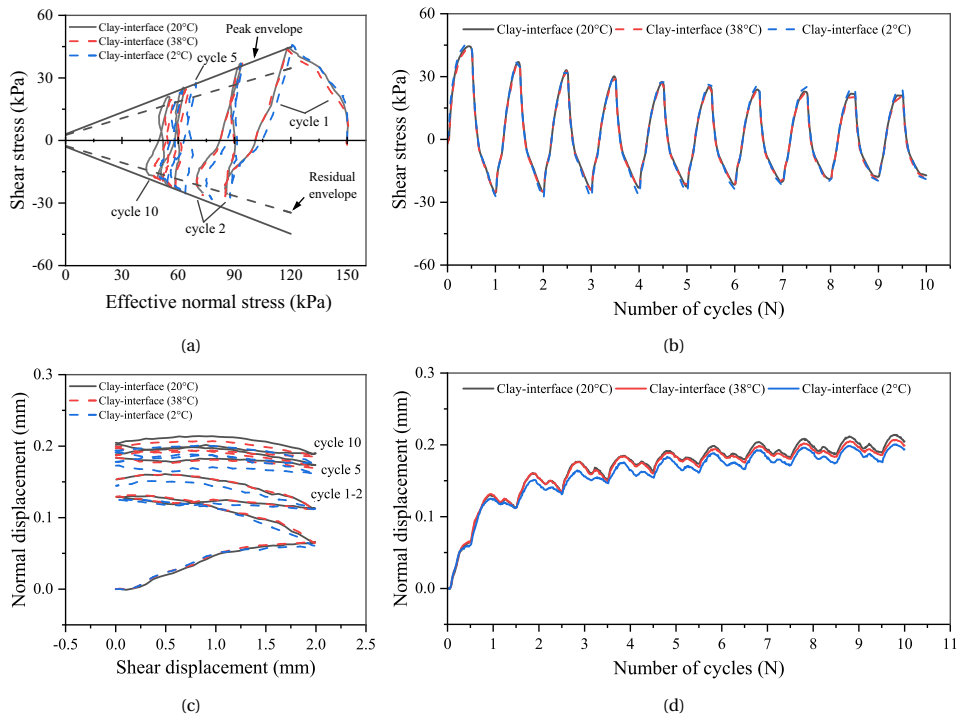 Clay-interface (20°C)
Clay-interface (38°C)
Clay-interface (2°C)
Peak envelope
cycle 5
cycle 1
Residual
envelope
cycle 10
cycle 2
60
30
0
-30
-60
0
30
60
90
120
150
Shear stress (kPa)
Effective normal stress (kPa)
(a)
Clay-interface (20°C)
Clay-interface (38°C)
Clay-interface (2°C)
60
30
0
-30
-60
0
1
2
3
4
5
6
7
8
9
10
Shear stress (kPa)
Number of cycles (N)
(b)
Clay-interface (20°C)
Clay-interface (38°C)
Clay-interface (2°C)
cycle 10
cycle 5
cycle 1-2
0.3
0.2
0.1
0.0
-0.5
0.0
0.5
1.0
1.5
2.0
2.5
Normal displacement (mm)
Shear displacement (mm)
(c)
Clay-interface (20°C)
Clay-interface (38°C)
Clay-interface (2°C)
0.3
0.2
0.1
0.0
0
1
2
3
4
5
6
7
8
9
10
11
Normal displacement (mm)
Number of cycles (N)
(d)